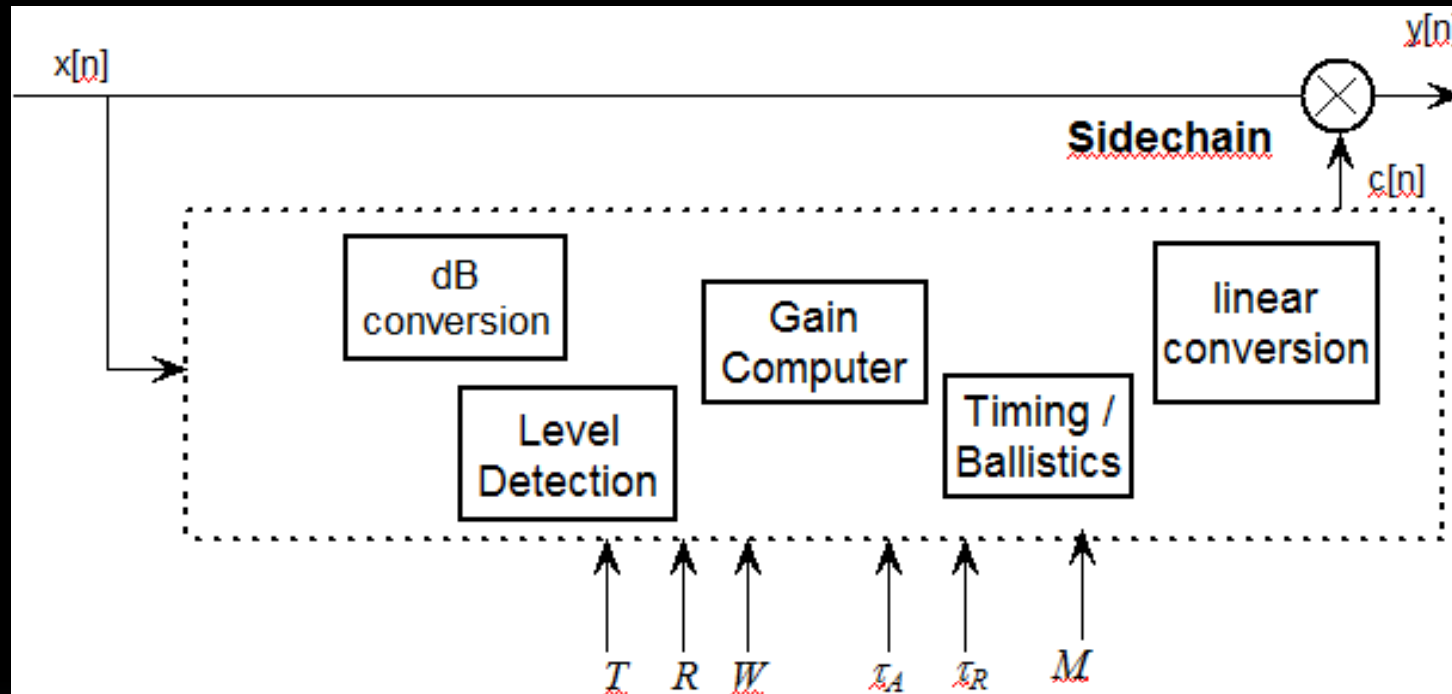 x[n]
y[n]
Sidechain
c[n]
dB
conversion
Level
Detection
Gain
Computer
Timing /
Ballistics
linear
conversion
T R W τA τR M